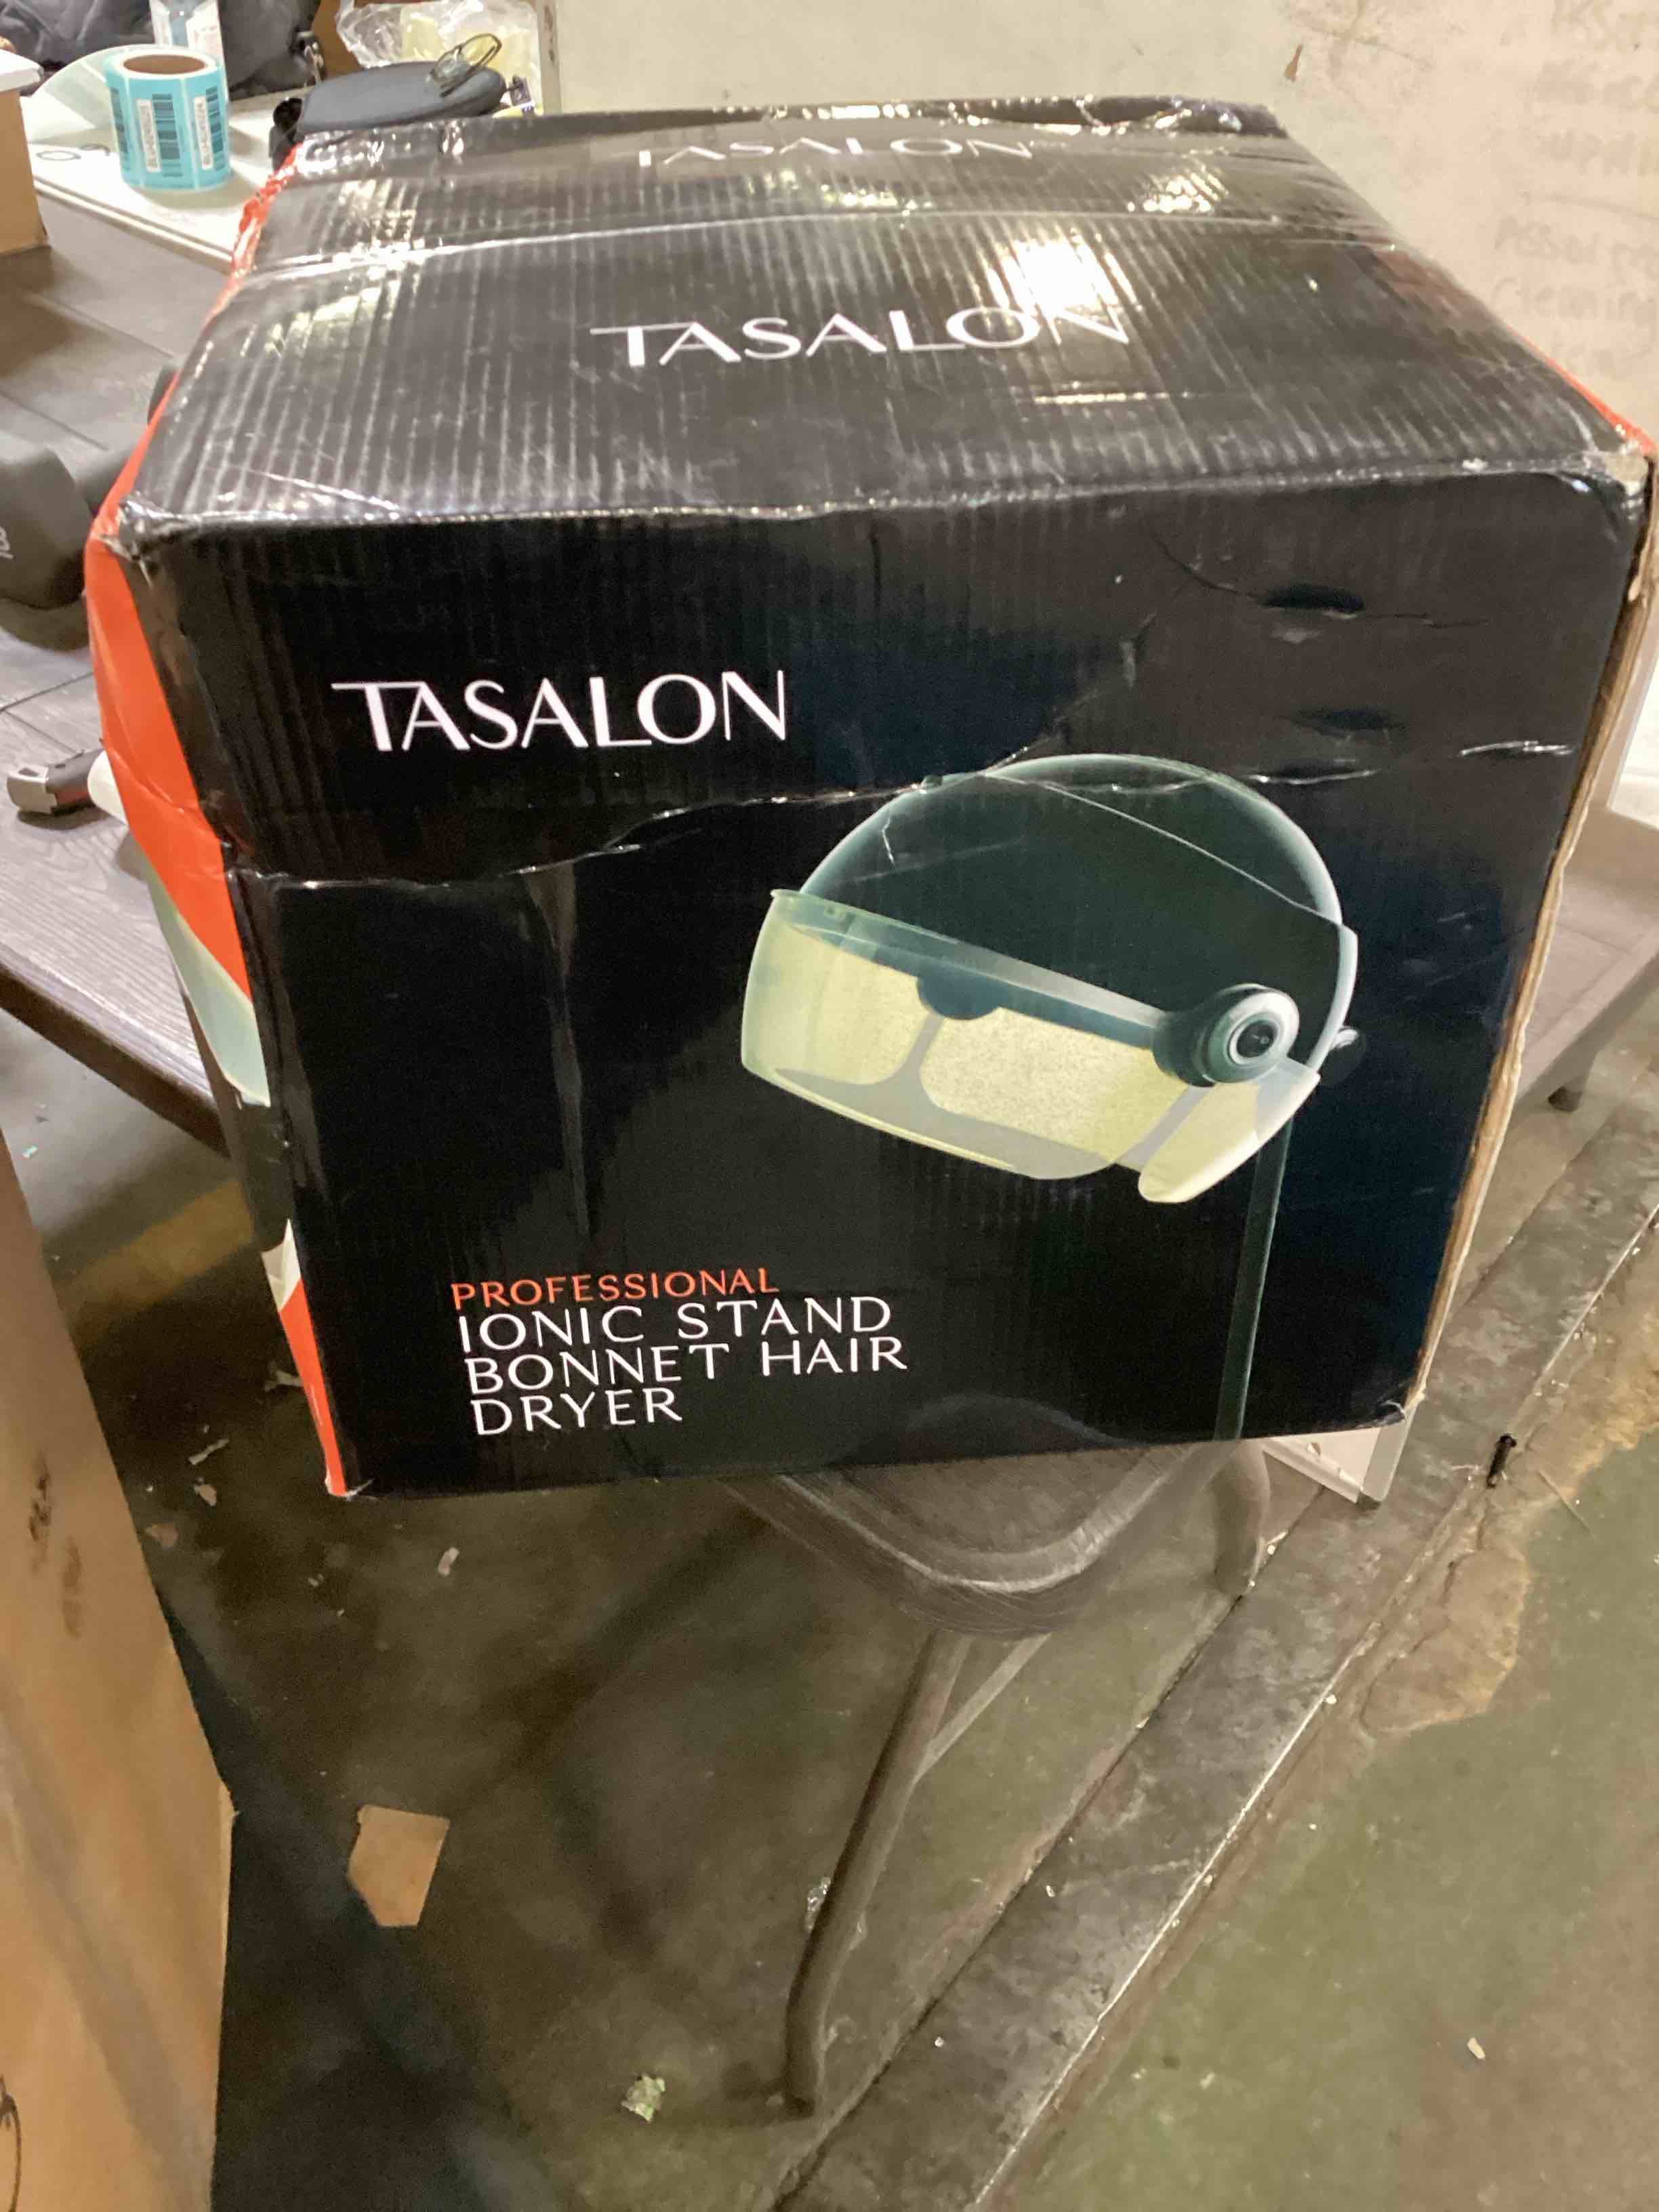 TASALON
TASALON
TASALON
PROFESSIONAL
IONIC STAND
BONNET HAIR
DRYER